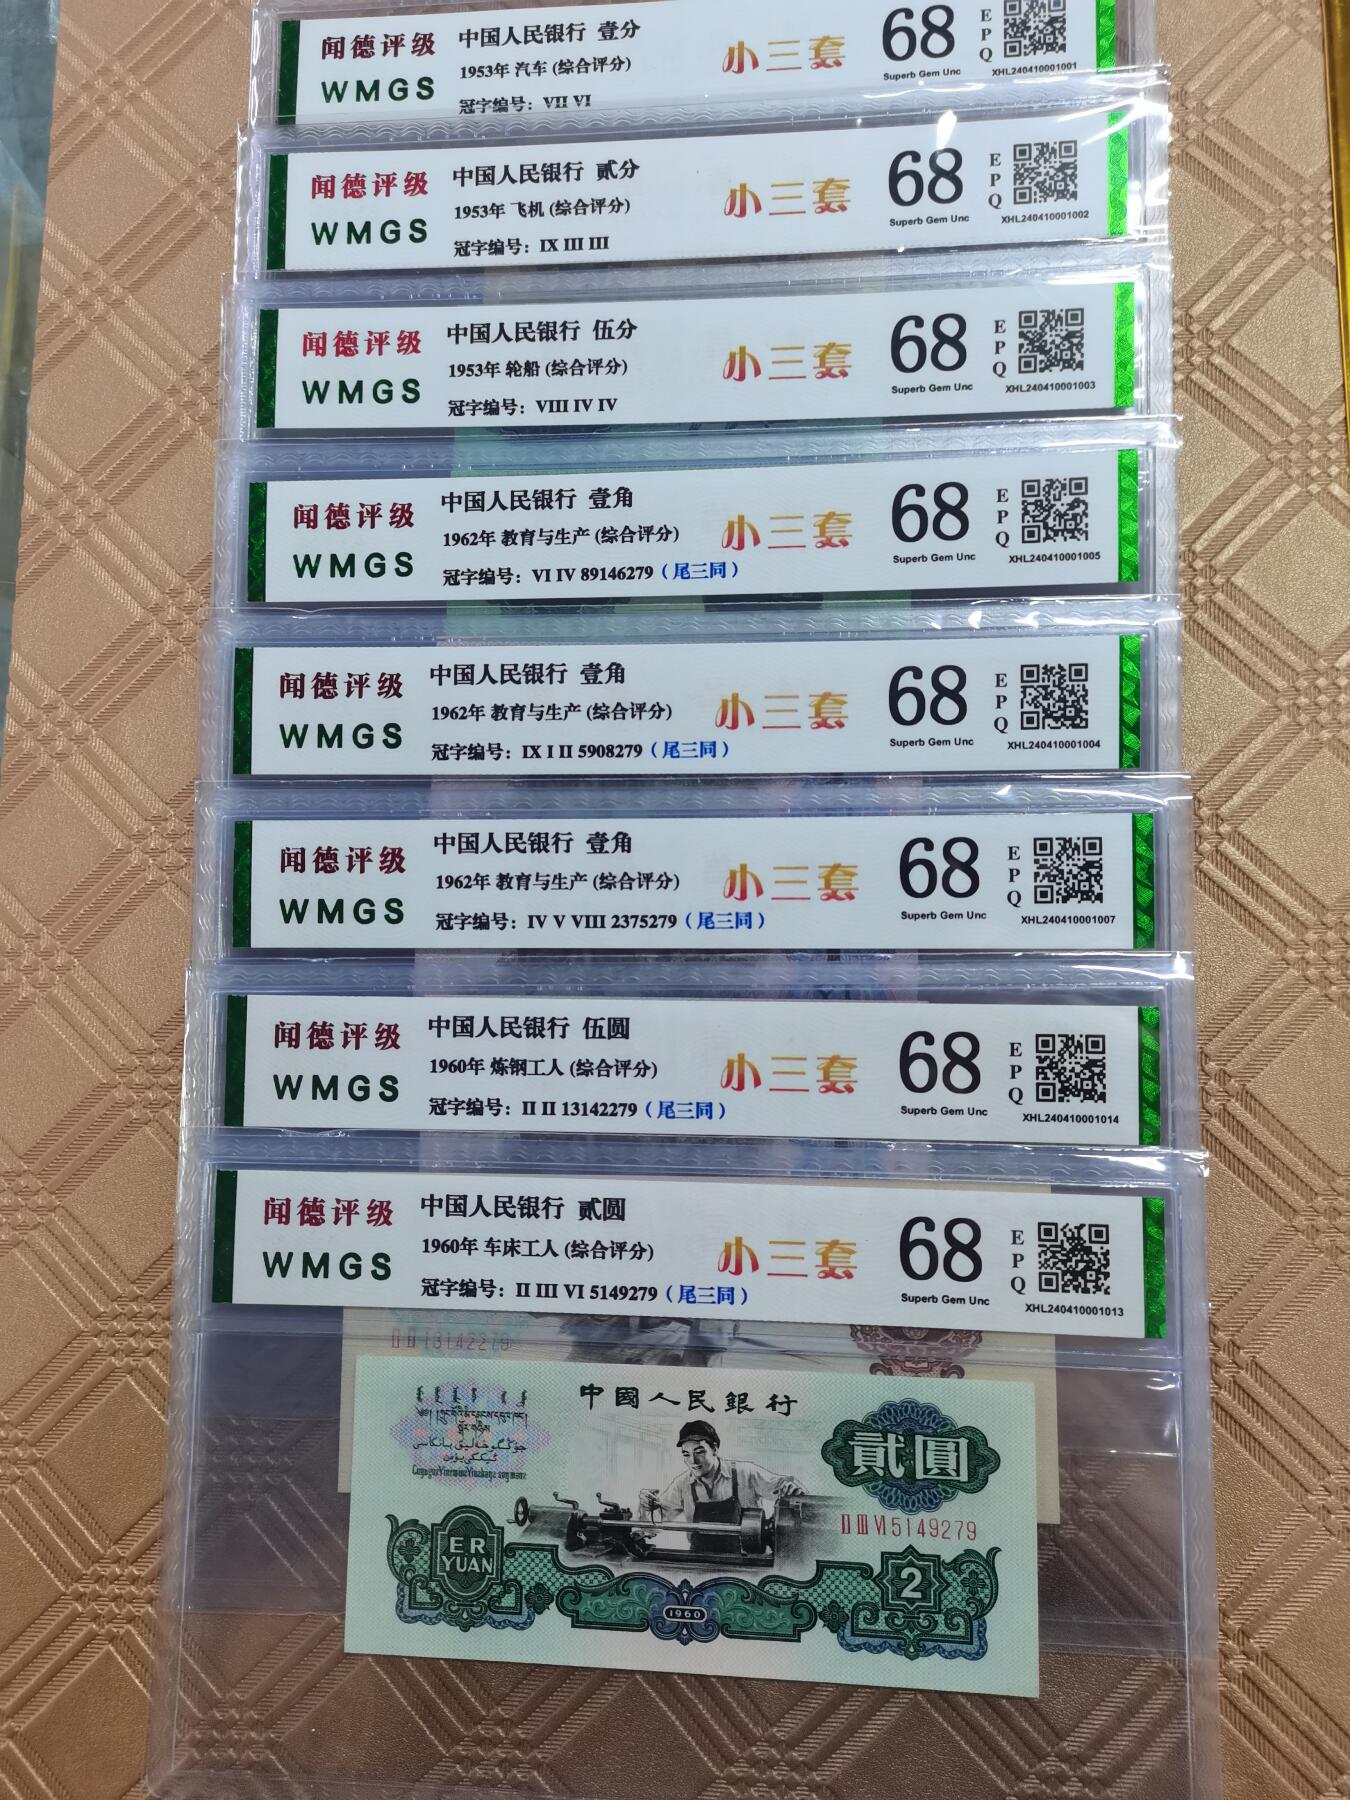 闻德评级
WMGS
中国人民银行 壹分
1953年 汽车 (综合评分)
冠字编号: VII VI
小三套
68
Superb Gem Unc
EPQ
XHL240410001001
闻德评级
WMGS
中国人民银行 贰分
1953年 飞机 (综合评分)
冠字编号: IX III III
小三套
68
Superb Gem Unc
EPQ
XHL240410001002
闻德评级
WMGS
中国人民银行 伍分
1953年 轮船 (综合评分)
冠字编号: VIII IV IV
小三套
68
Superb Gem Unc
EPQ
XHL240410001003
闻德评级
WMGS
中国人民银行 壹角
1962年 教育与生产 (综合评分)
冠字编号: VI IV 89146279 (尾三同)
小三套
68
Superb Gem Unc
EPQ
XHL240410001005
闻德评级
WMGS
中国人民银行 壹角
1962年 教育与生产 (综合评分)
冠字编号: IX I II 5908279 (尾三同)
小三套
68
Superb Gem Unc
EPQ
XHL240410001004
闻德评级
WMGS
中国人民银行 壹角
1962年 教育与生产 (综合评分)
冠字编号: IV V VIII 2375279 (尾三同)
小三套
68
Superb Gem Unc
EPQ
XHL240410001007
闻德评级
WMGS
中国人民银行 伍圆
1960年 炼钢工人 (综合评分)
冠字编号: II II 13142279 (尾三同)
小三套
68
Superb Gem Unc
EPQ
XHL240410001014
闻德评级
WMGS
中国人民银行 贰圆
1960年 车床工人 (综合评分)
冠字编号: II III VI 5149279 (尾三同)
小三套
68
Superb Gem Unc
EPQ
XHL240410001013
II II 13142279
中國人民銀行
貳圓
II III VI 5149279
ER
YUAN
2
1960